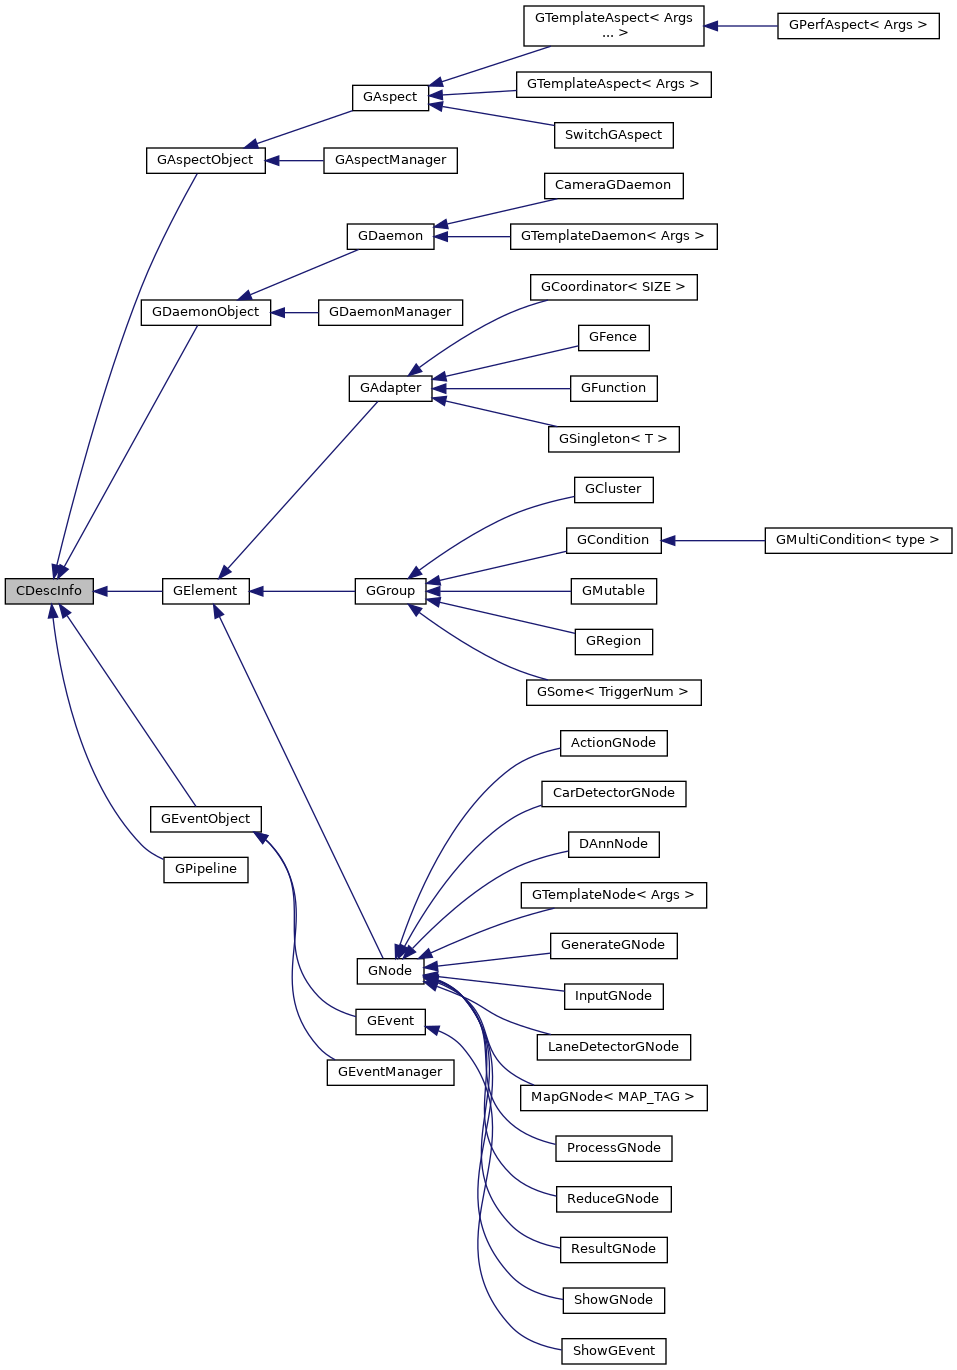 GTemplateAspect< Args
... >
GPerfAspect< Args >
GTemplateAspect< Args >
GAspect
SwitchGAspect
GAspectObject
GAspectManager
CameraGDaemon
GDaemon
GTemplateDaemon< Args >
GCoordinator< SIZE >
GDaemonObject
GDaemonManager
GFence
GAdapter
GFunction
GSingleton< T >
GCluster
GCondition
GMultiCondition< type >
CDescInfo
GElement
GGroup
GMutable
GRegion
GSome< TriggerNum >
ActionGNode
CarDetectorGNode
GEventObject
DAnnNode
GPipeline
GTemplateNode< Args >
GenerateGNode
GNode
InputGNode
GEvent
LaneDetectorGNode
GEventManager
MapGNode< MAP_TAG >
ProcessGNode
ReduceGNode
ResultGNode
ShowGNode
ShowGEvent